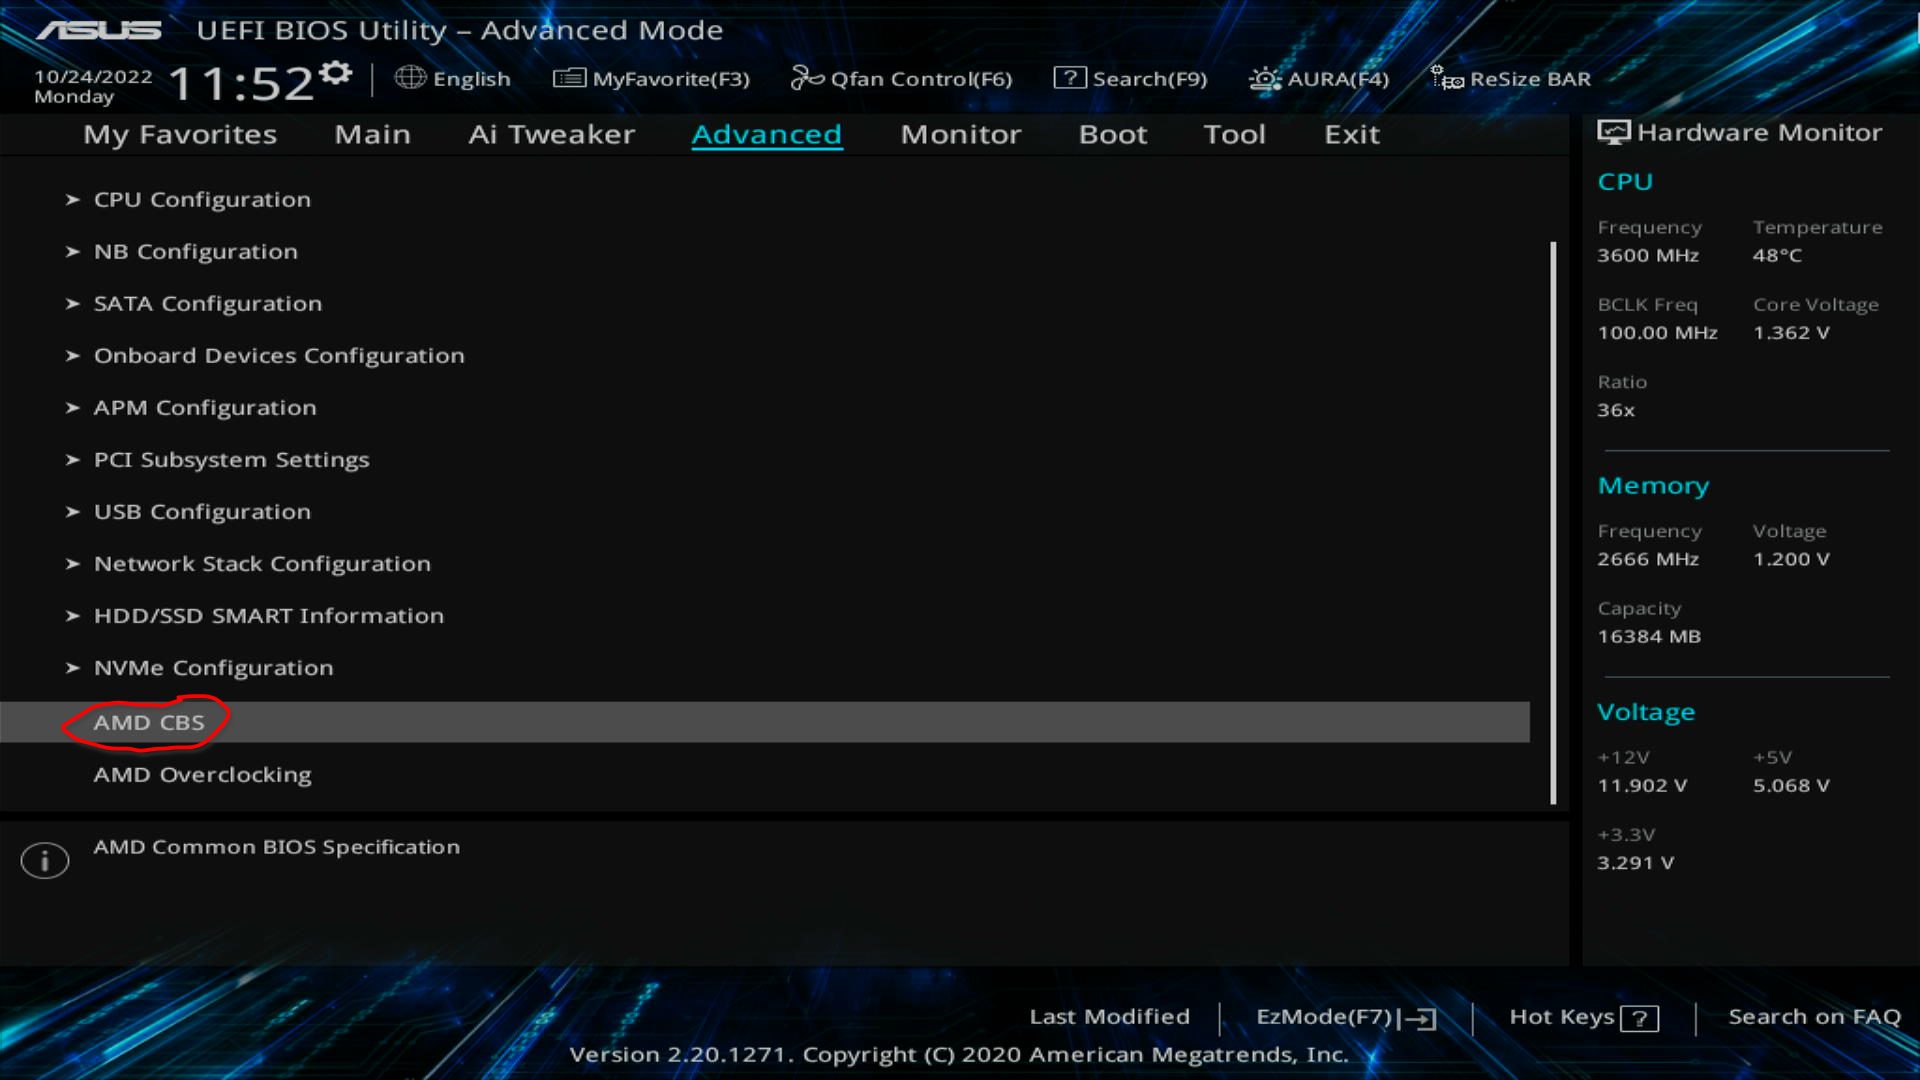 ASUS UEFI BIOS Utility – Advanced Mode
10/24/2022
Monday
11:52
English
MyFavorite(F3)
Qfan Control(F6)
? Search(F9)
AURA(F4)
ReSize BAR
My Favorites Main Ai Tweaker Advanced Monitor Boot Tool Exit
> CPU Configuration
> NB Configuration
> SATA Configuration
> Onboard Devices Configuration
> APM Configuration
> PCI Subsystem Settings
> USB Configuration
> Network Stack Configuration
> HDD/SSD SMART Information
> NVMe Configuration
AMD CBS
AMD Overclocking
i AMD Common BIOS Specification
Hardware Monitor
CPU
Frequency Temperature
3600 MHz 48°C
BCLK Freq Core Voltage
100.00 MHz 1.362 V
Ratio
36x
Memory
Frequency Voltage
2666 MHz 1.200 V
Capacity
16384 MB
Voltage
+12V +5V
11.902 V 5.068 V
+3.3V
3.291 V
Last Modified EzMode(F7) Hot Keys ? Search on FAQ
Version 2.20.1271. Copyright (C) 2020 American Megatrends, Inc.